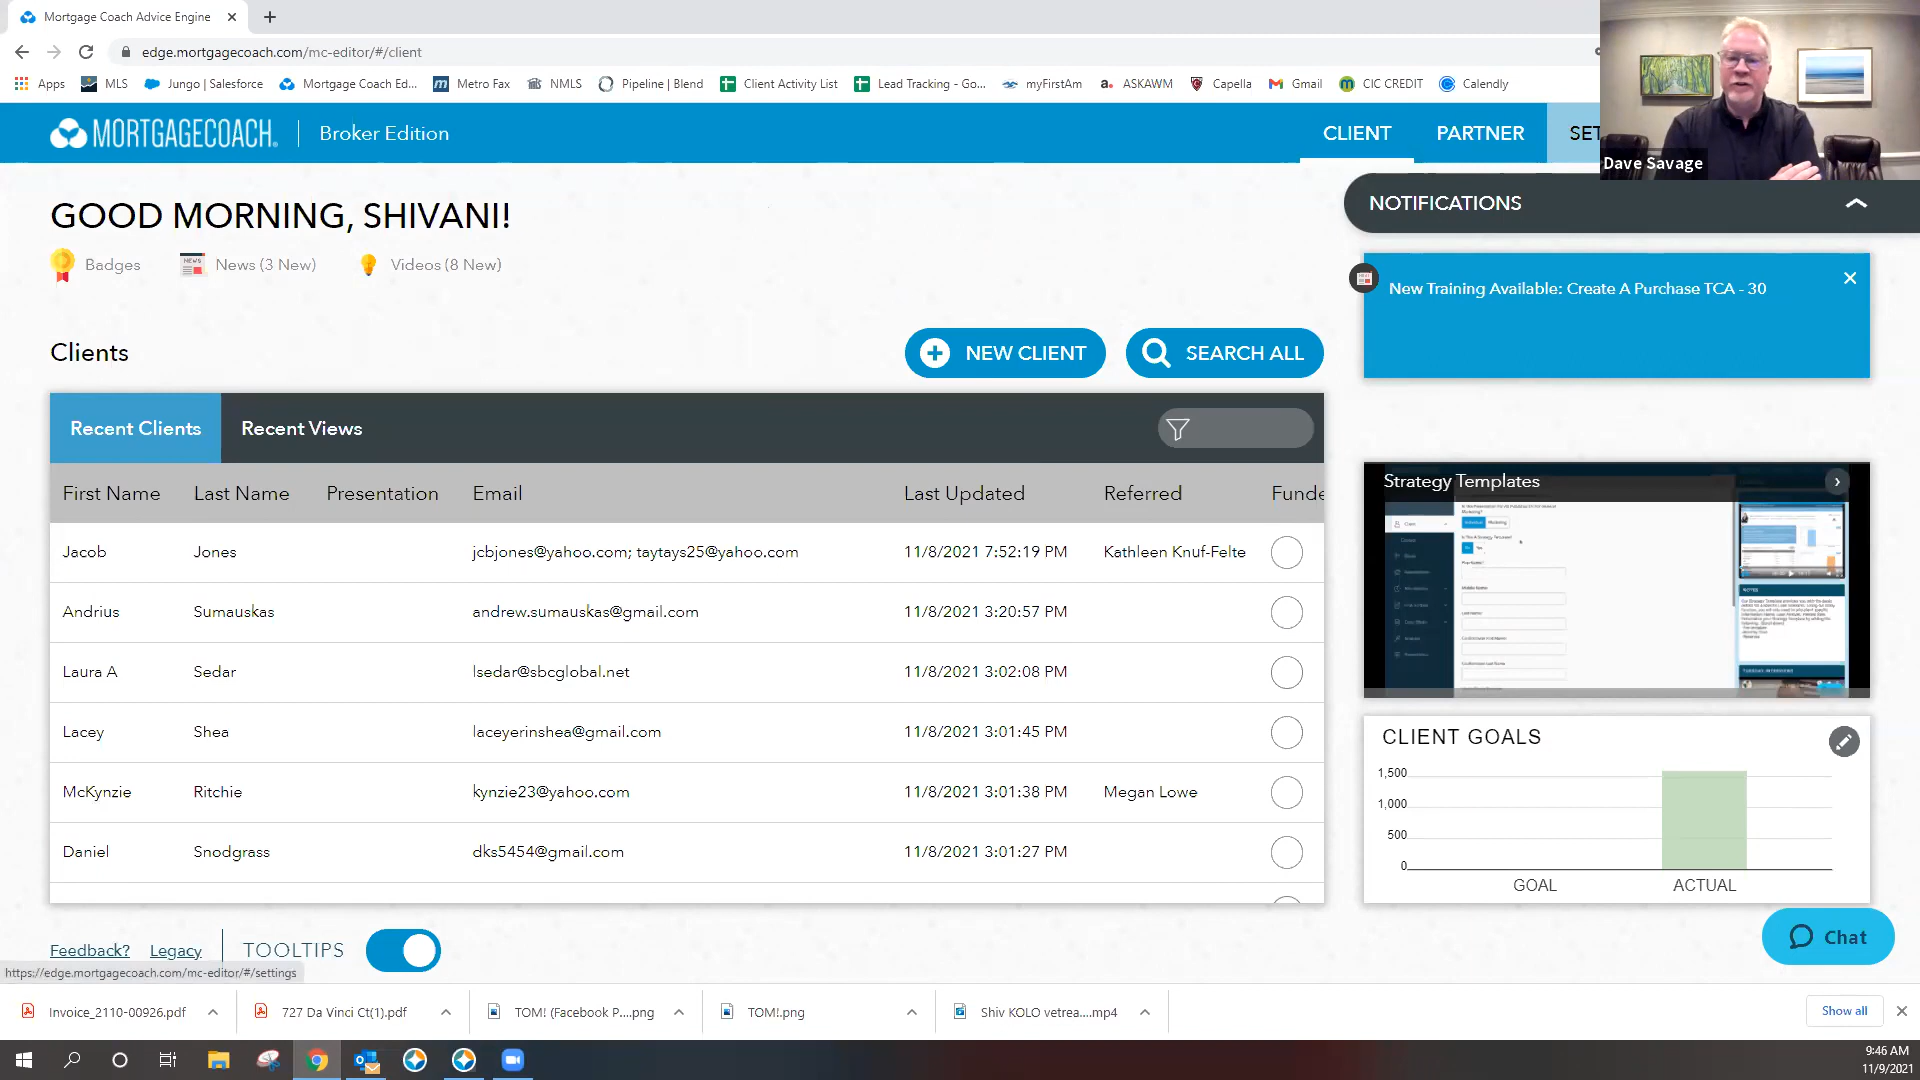 Mortgage Coach Advice Engine
edge.mortgagecoach.com/mc-editor/#/client
Apps MLS Jungo | Salesforce Mortgage Coach Ed... Metro Fax NMLS Pipeline | Blend Client Activity List Lead Tracking - Go... myFirstAm ASKAWM Capella Gmail CIC CREDIT Calendly
MORTGAGECOACH. Broker Edition CLIENT PARTNER SET
Dave Savage
NOTIFICATIONS
GOOD MORNING, SHIVANI!
Badges News (3 New) Videos (8 New)
New Training Available: Create A Purchase TCA - 30
Clients NEW CLIENT SEARCH ALL
Recent Clients Recent Views
First Name Last Name Presentation Email Last Updated Referred Funde
Jacob Jones jcbjones@yahoo.com; taytays25@yahoo.com 11/8/2021 7:52:19 PM Kathleen Knuf-Felte
Andrius Sumauskas andrew.sumauskas@gmail.com 11/8/2021 3:20:57 PM
Laura A Sedar lsedar@sbcglobal.net 11/8/2021 3:02:08 PM
Lacey Shea laceyerinshea@gmail.com 11/8/2021 3:01:45 PM
McKynzie Ritchie kynzie23@yahoo.com 11/8/2021 3:01:38 PM Megan Lowe
Daniel Snodgrass dks5454@gmail.com 11/8/2021 3:01:27 PM
Strategy Templates
CLIENT GOALS
1,500
1,000
500
0
GOAL ACTUAL
Chat
Feedback? Legacy TOOLTIPS
https://edge.mortgagecoach.com/mc-editor/#/settings
Invoice_2110-00926.pdf 727 Da Vinci Ct(1).pdf TOM! (Facebook P....png TOM!.png Shiv KOLO vetrea....mp4 Show all
9:46 AM
11/9/2021